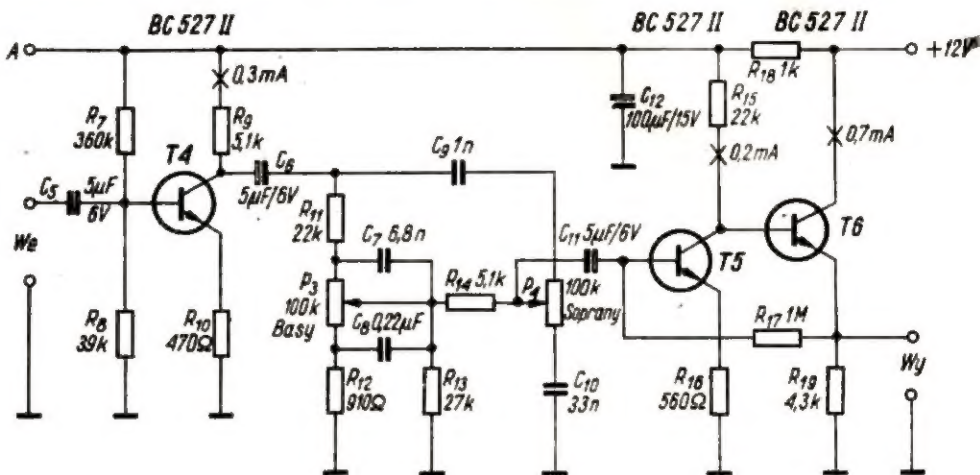 BC 527 II
BC 527 II
BC 527 II
A
+12V
0,3mA
R18 1k
C12
100µF/15V
R15
22k
R7
360k
R9
5,1k
T4
C6
5µF/6V
C9 1n
0,2mA
0,7mA
C5
5µF
6V
We
R11
22k
C7 6,8n
C11 5µF/6V
T5
T6
P3
100k
Basy
R14 5,1k
P4
100k
Soprany
C8 0,22µF
R17 1M
R8
39k
R10
470Ω
R12
910Ω
R13
27k
C10
33n
R16
560Ω
R19
4,3k
Wy